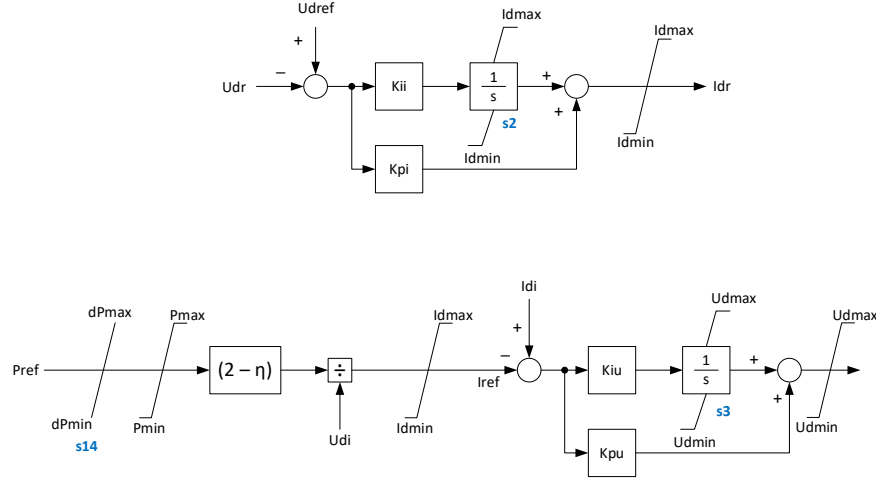 Udref
+
Idmax
Idmax
−
Udr
Kii
1
s
+
Idr
+
s2
Idmin
Idmin
Kpi
Idi
Udmax
dPmax
Pmax
Idmax
+
Udmax
Pref
(2 − η)
÷
−
Iref
Kiu
1
s
+
+
dPmin
Pmin
Idmin
s3
Udmin
s14
Udi
Udmin
Kpu